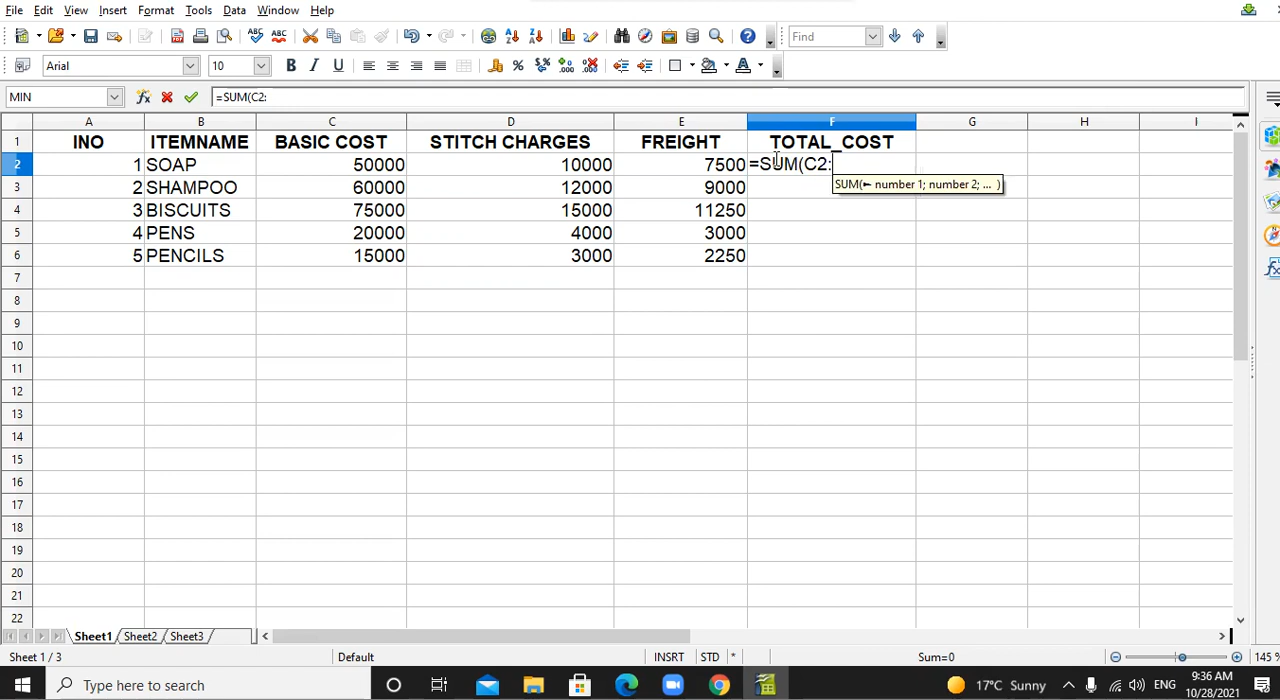 File Edit View Insert Format Tools Data Window Help
Find
Arial 10
MIN =SUM(C2:
A B C D E F G H I
1 INO ITEMNAME BASIC COST STITCH CHARGES FREIGHT TOTAL_COST
2 1 SOAP 50000 10000 7500 =SUM(C2:
SUM( number 1; number 2; ... )
3 2 SHAMPOO 60000 12000 9000
4 3 BISCUITS 75000 15000 11250
5 4 PENS 20000 4000 3000
6 5 PENCILS 15000 3000 2250
7
8
9
10
11
12
13
14
15
16
17
18
19
20
21
22
Sheet1 Sheet2 Sheet3
Sheet 1 / 3 Default INSRT STD * Sum=0 145 %
Type here to search 17°C Sunny ENG 9:36 AM
10/28/2021